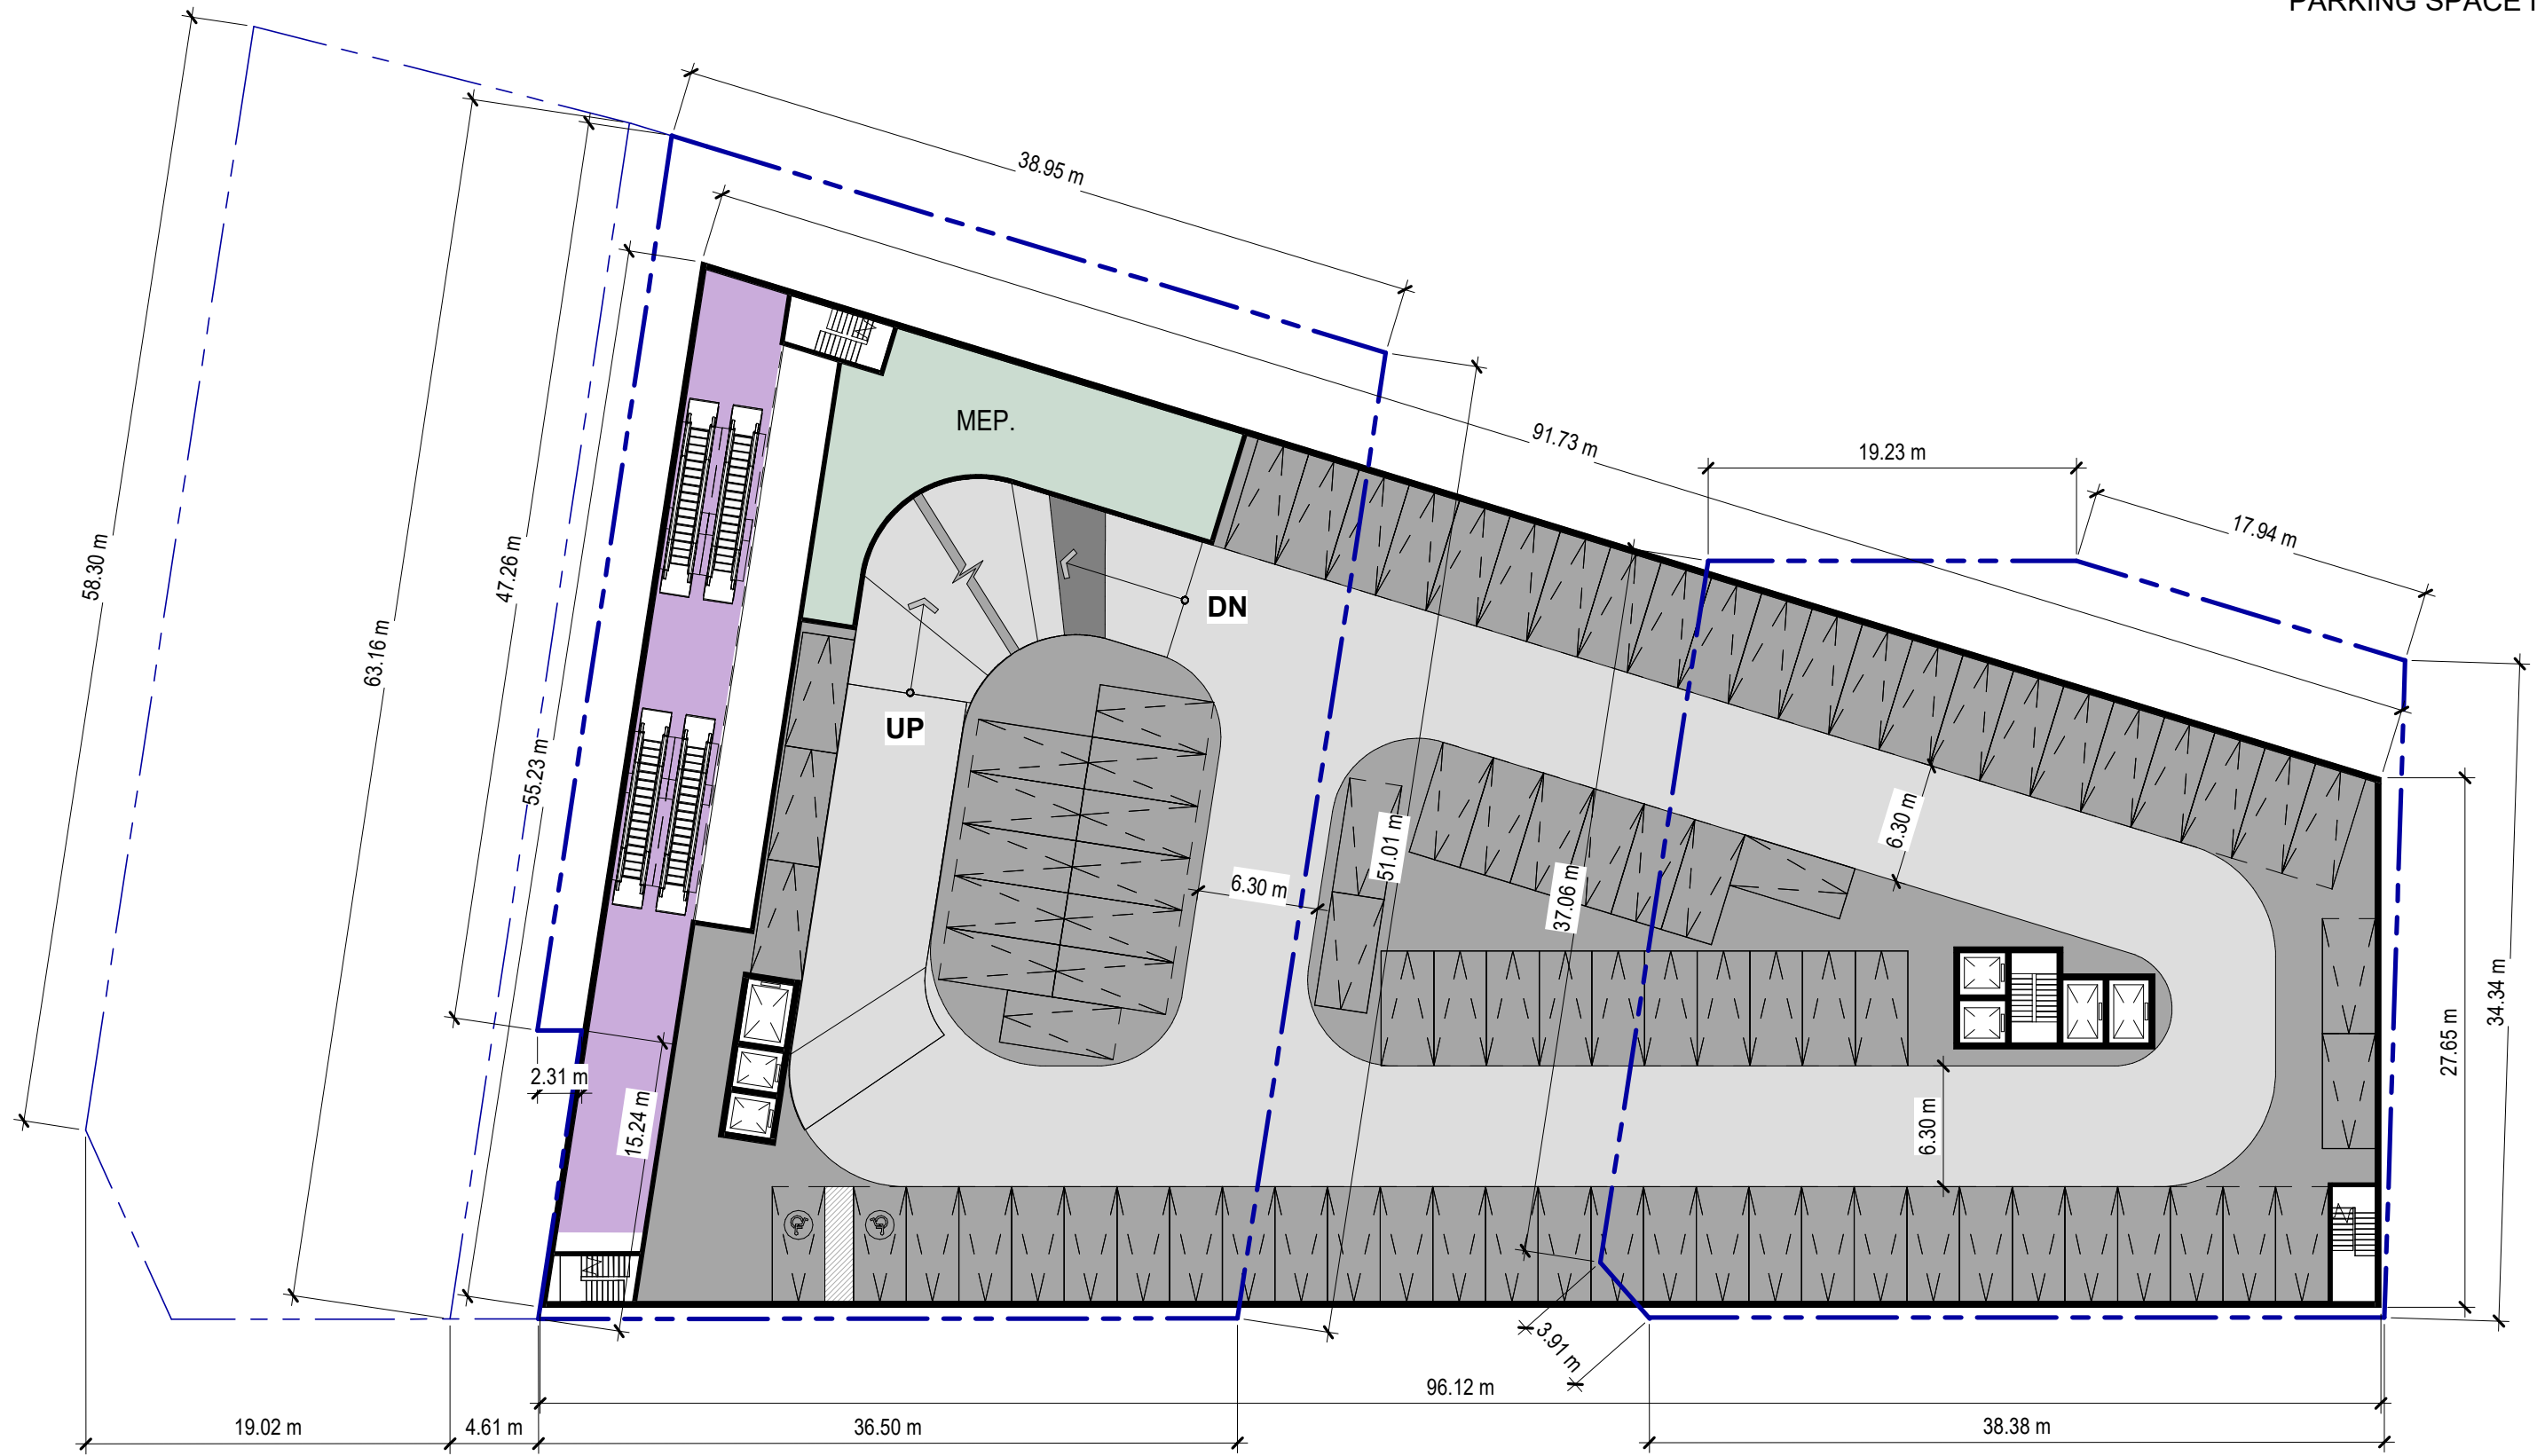 PARKING SPACE
38.95 m
91.73 m
19.23 m
17.94 m
MEP.
58.30 m
47.26 m
63.16 m
DN
UP
55.23 m
51.01 m
6.30 m
6.30 m
37.06 m
34.34 m
27.65 m
2.31 m
15.24 m
6.30 m
3.91 m
96.12 m
19.02 m
4.61 m
36.50 m
38.38 m